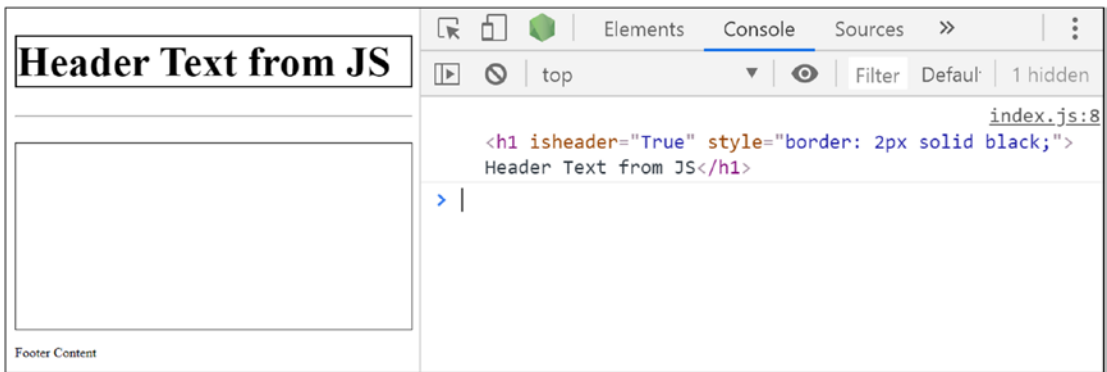 Header Text from JS
Footer Content
Elements Console Sources »
top Filter Defaul 1 hidden
index.js:8
<h1 isheader="True" style="border: 2px solid black;">
Header Text from JS</h1>
>